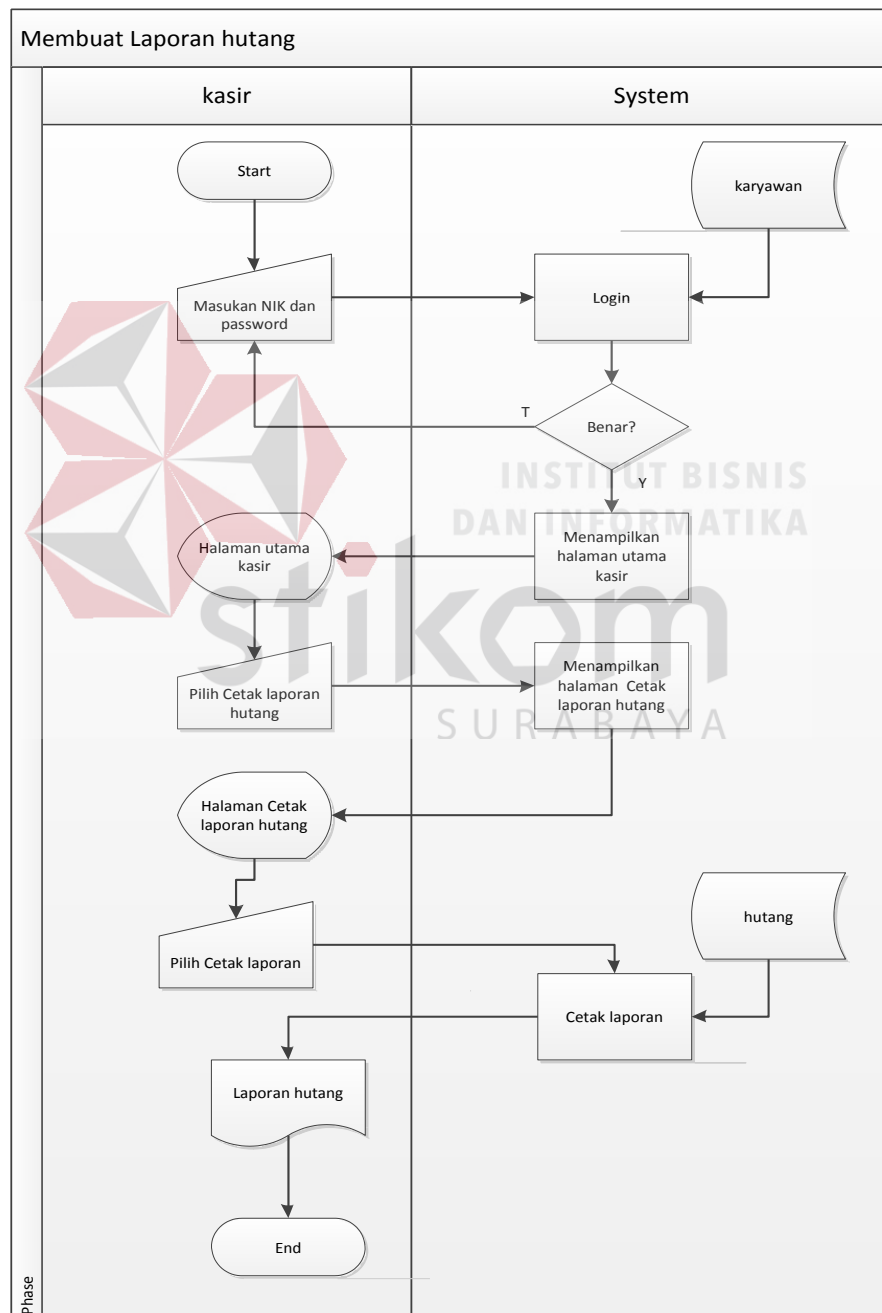 Membuat Laporan hutang
kasir
System
Start
karyawan
Masukan NIK dan
password
Login
T
Benar?
Y
INSTITUT BISNIS
DAN INFORMATIKA
Halaman utama
kasir
Menampilkan
halaman utama
kasir
stikom
SURABAYA
Pilih Cetak laporan
hutang
Menampilkan
halaman Cetak
laporan hutang
Halaman Cetak
laporan hutang
hutang
Pilih Cetak laporan
Cetak laporan
Laporan hutang
End
Phase